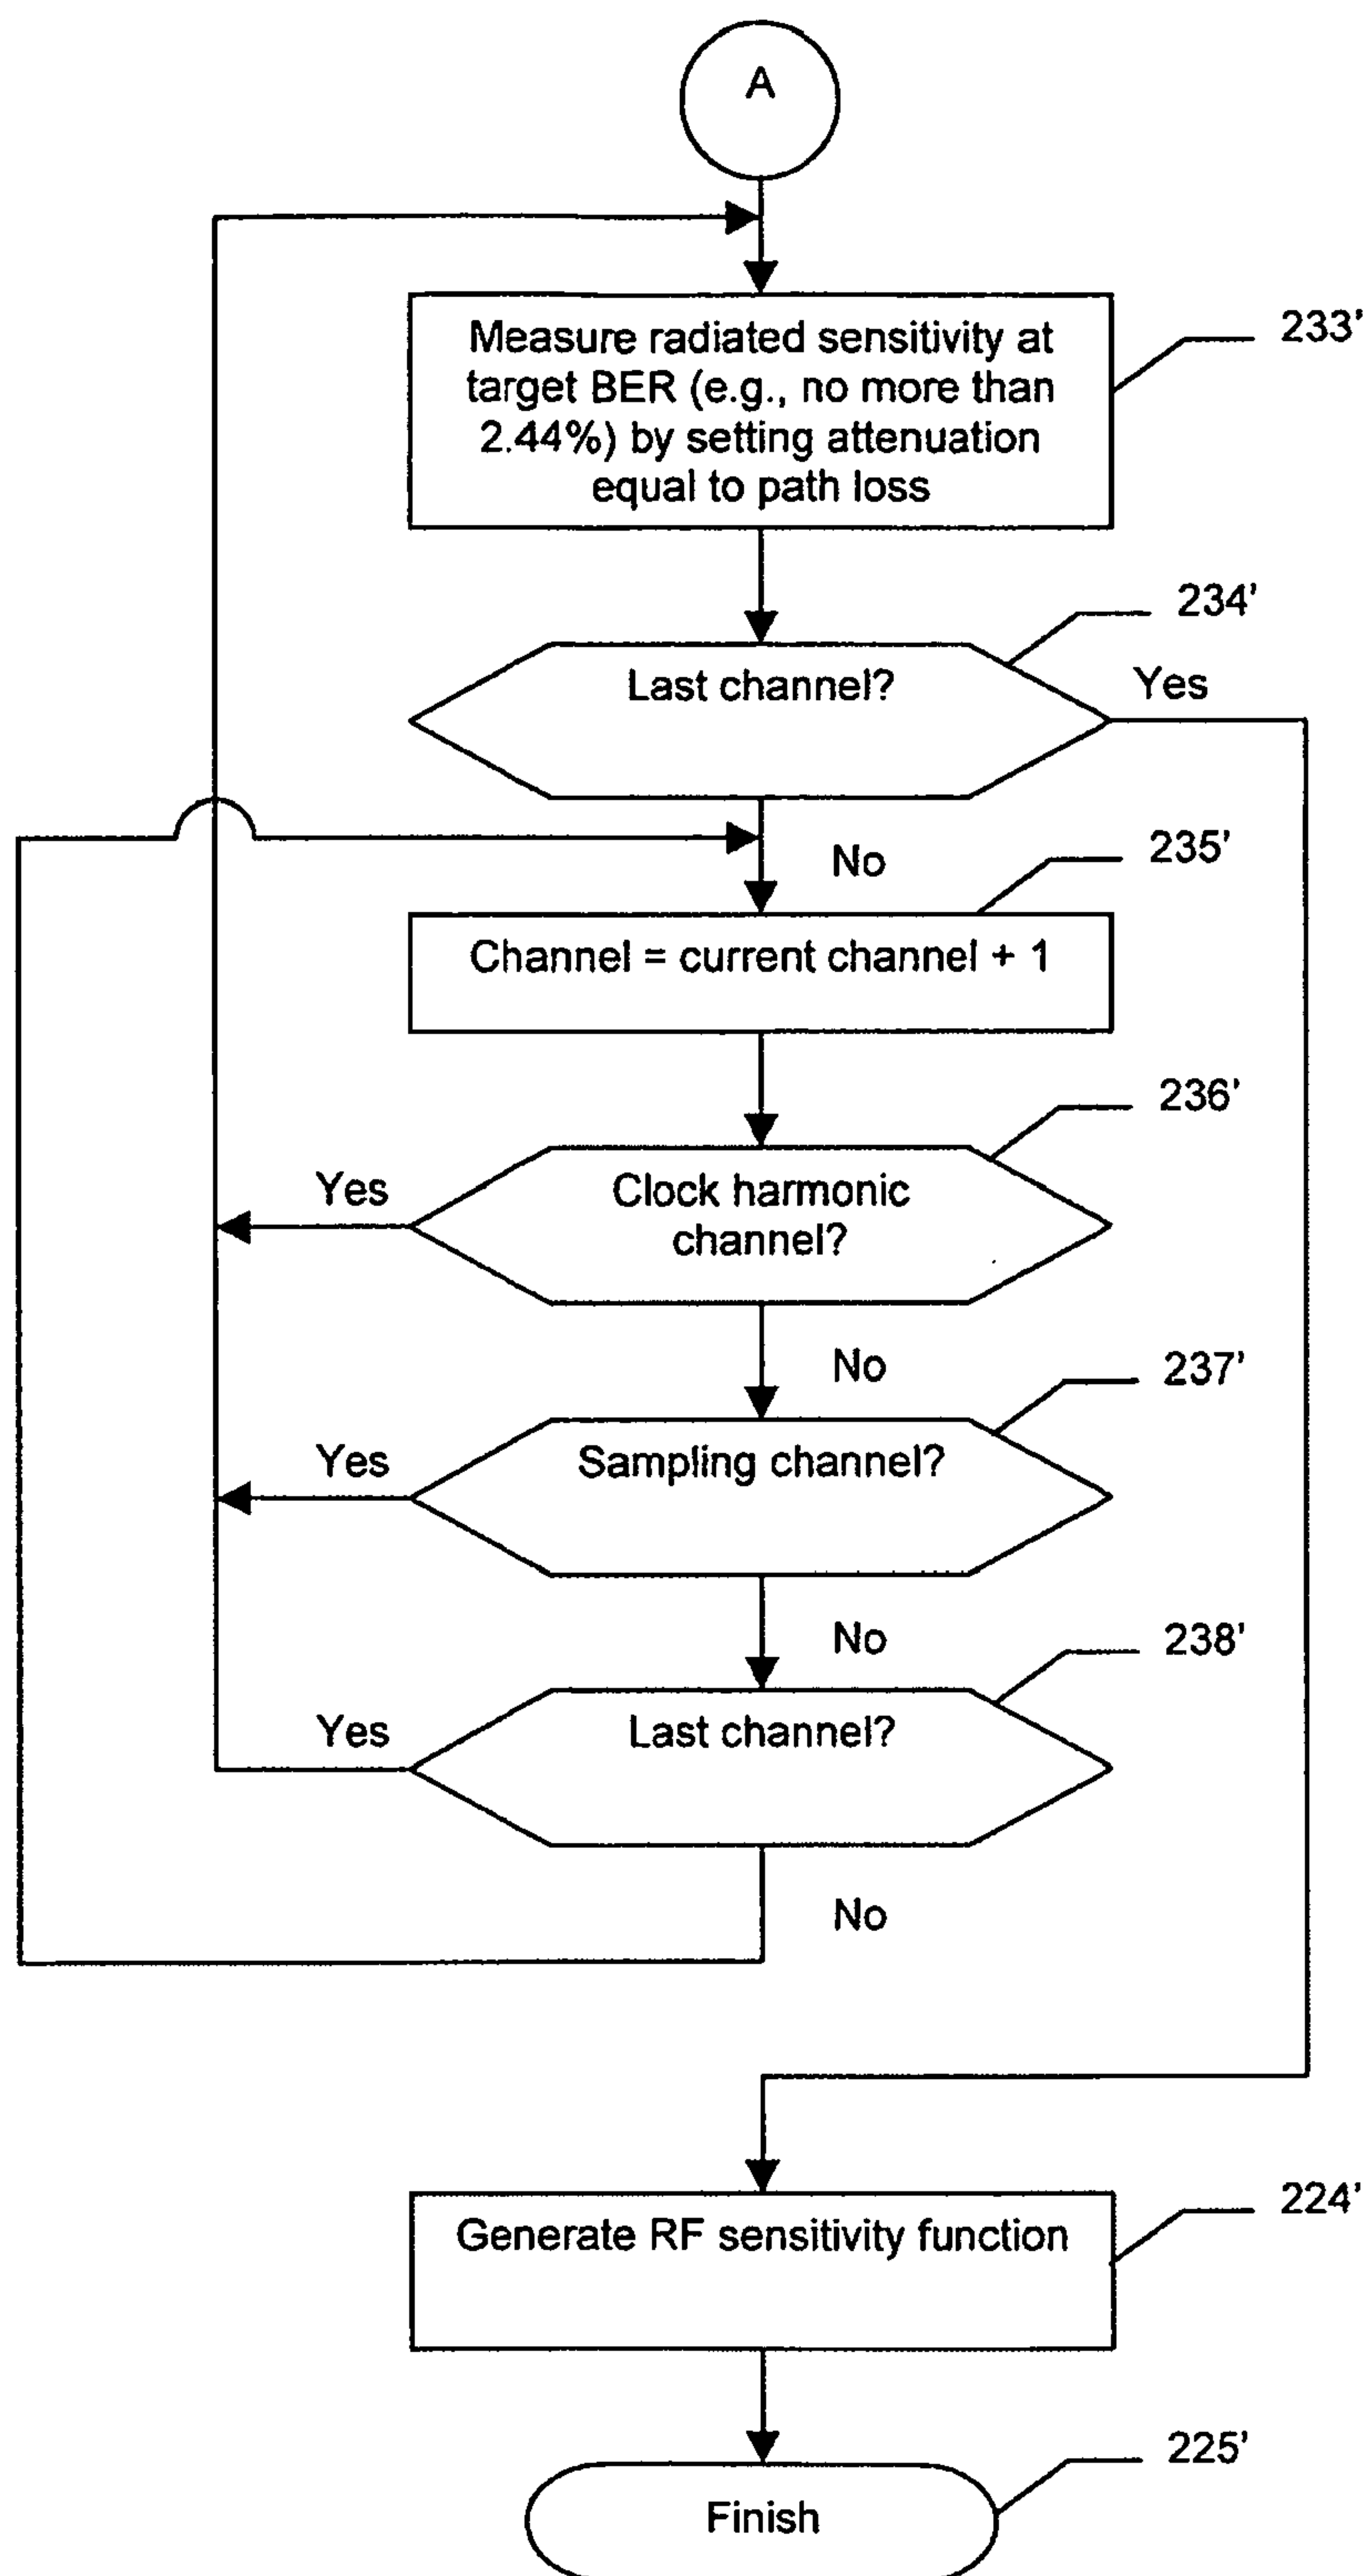 A
Measure radiated sensitivity at
target BER (e.g., no more than
2.44%) by setting attenuation
equal to path loss
233'
234'
Last channel?
Yes
No
235'
Channel = current channel + 1
236'
Yes
Clock harmonic
channel?
No
237'
Yes
Sampling channel?
No
238'
Yes
Last channel?
No
224'
Generate RF sensitivity function
225'
Finish